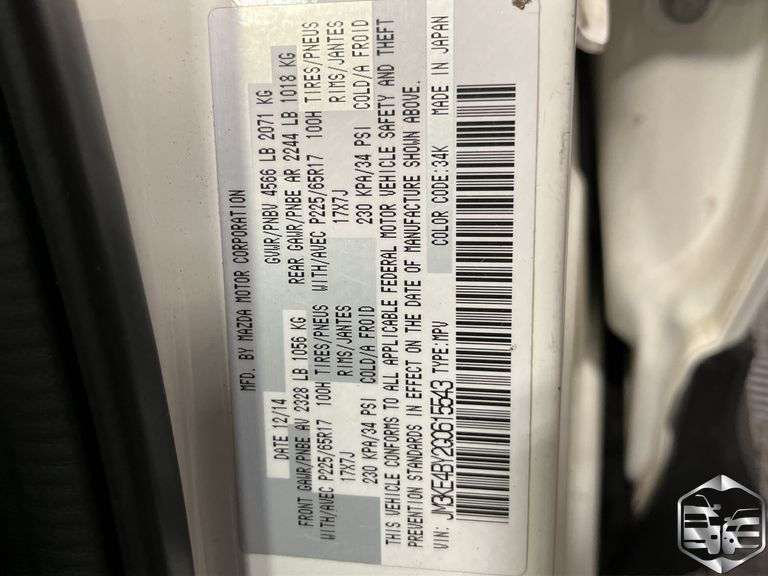 MFD. BY MAZDA MOTOR CORPORATION
DATE 12/14 GVWR/PNBV 4566 LB 2071 KG
FRONT GAWR/PNBE AV 2328 LB 1056 KG REAR GAWR/PNBE AR 2244 LB 1018 KG
WITH/AVEC P225/65R17 100H TIRES/PNEUS WITH/AVEC P225/65R17 100H TIRES/PNEUS
17X7J RIMS/JANTES 17X7J RIMS/JANTES
230 KPA/34 PSI COLD/A FROID 230 KPA/34 PSI COLD/A FROID
THIS VEHICLE CONFORMS TO ALL APPLICABLE FEDERAL MOTOR VEHICLE SAFETY AND THEFT
PREVENTION STANDARDS IN EFFECT ON THE DATE OF MANUFACTURE SHOWN ABOVE.
VIN: TYPE:MPV COLOR CODE:34K MADE IN JAPAN